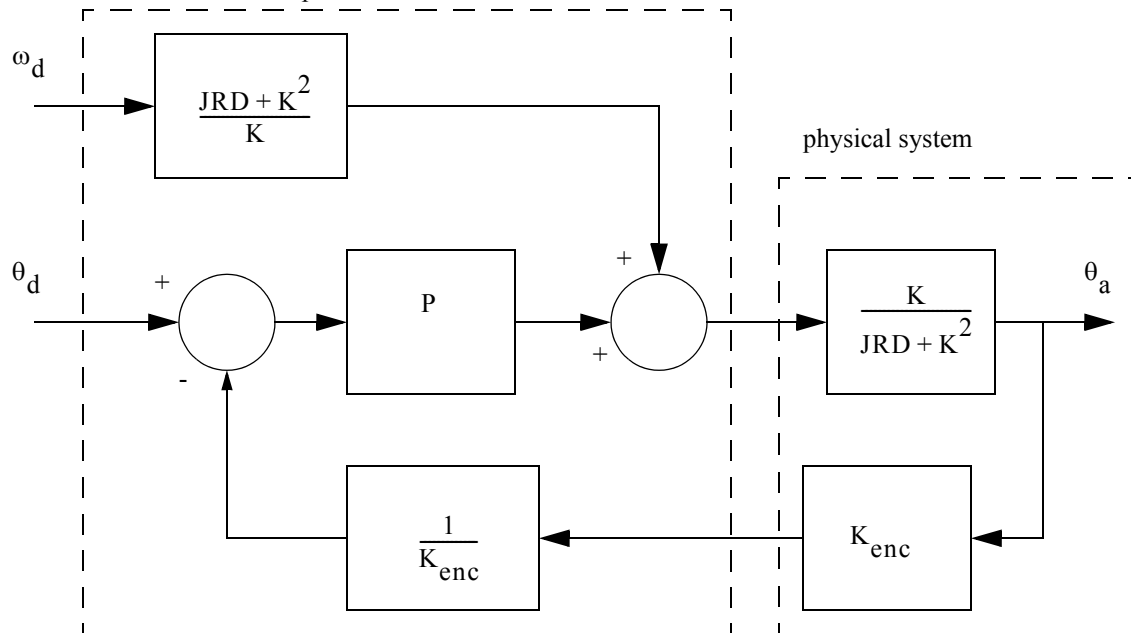 ω_d
JRD + K^2
K
physical system
θ_d
+
-
P
+
+
K
JRD + K^2
θ_a
1
K_enc
K_enc